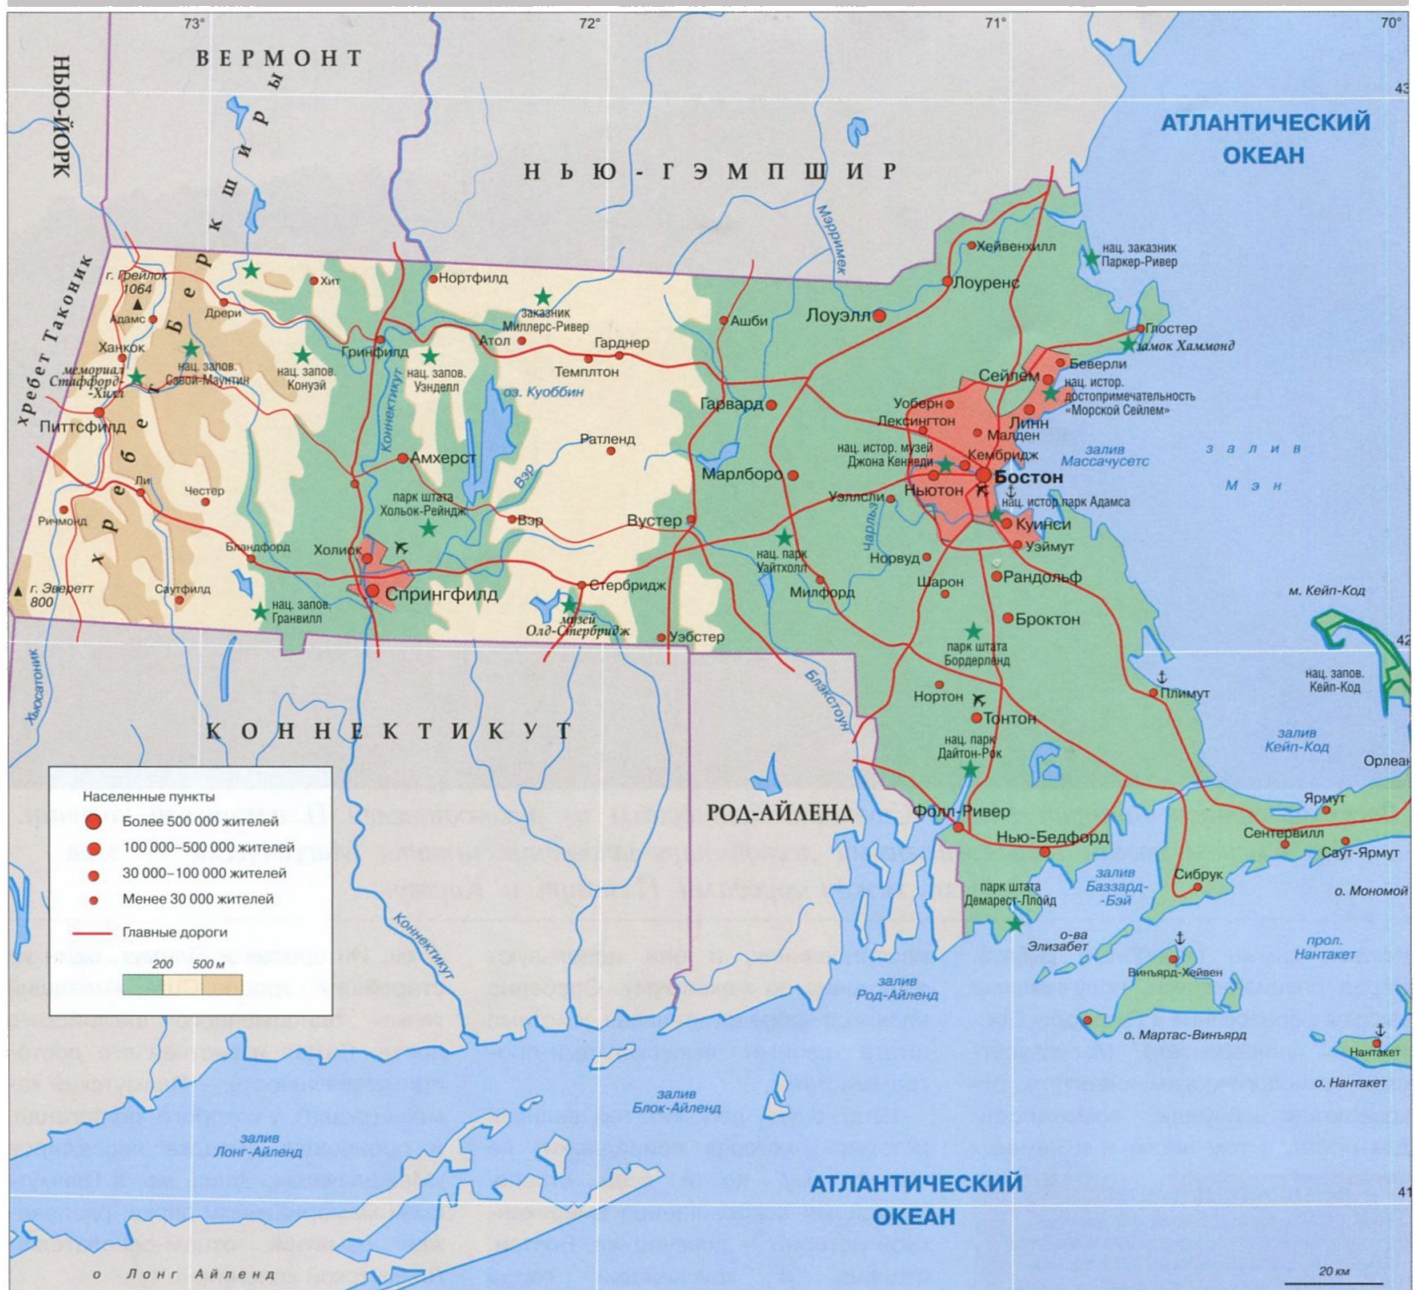 73°
72°
71°
70°
43
42
41
ВЕРМОНТ
НЬЮ-ЙОРК
НЬЮ-ГЭМПШИР
АТЛАНТИЧЕСКИЙ
ОКЕАН
хребет Таконик
хребет Беркширы
г. Грейлок
1064
Адамс
Дрери
Хит
Нортфилд
Ханкок
мемориал
Стаффорд-
-Хилл
нац. запов.
Савой-Маунтин
нац. запов.
Конуэй
Гринфилд
нац. запов.
Уэнделл
заказник
Миллерс-Ривер
Атол
Гарднер
Темплтон
Ашби
Мэрримек
Хейвенхилл
Лоуренс
Лоуэлл
нац. заказник
Паркер-Ривер
Глостер
замок Хаммонд
Беверли
Сейлем
нац. истор.
достопримечательность
«Морской Сейлем»
Питтсфилд
Коннектикут
оз. Куоббин
Гарвард
Уоберн
Лексингтон
Линн
Малден
Амхерст
Ратленд
нац. истор. музей
Джона Кеннеди
Кембридж
Бостон
залив
Массачусетс
залив
Мэн
Ли
Честер
Ричмонд
парк штата
Хольок-Рейндж
Вэр
Вэр
Вустер
Марлборо
Уэллсли
Ньютон
нац. истор.парк Адамса
Куинси
Уэймут
Чарльз
Бландфорд
Холиок
Спрингфилд
Стербридж
нац. парк
Уайтхолл
Милфорд
Норвуд
Шарон
Рандольф
г. Эверетт
800
Саутфилд
нац. запов.
Гранвилл
музей
Олд-Стербридж
Уэбстер
Броктон
м. Кейп-Код
парк штата
Бордерленд
нац. запов.
Кейп-Код
Хьюсатоник
Блэкстоун
Нортон
Плимут
Тонтон
КОННЕКТИКУТ
нац. парк
Дайтон-Рок
залив
Кейп-Код
Орлеан
РОД-АЙЛЕНД
Фолл-Ривер
Нью-Бедфорд
Ярмут
Сентервилл
Саут-Ярмут
Населенные пункты
Более 500 000 жителей
100 000–500 000 жителей
30 000–100 000 жителей
Менее 30 000 жителей
Главные дороги
200 500 м
парк штата
Демарест-Ллойд
залив
Баззард-
-Бэй
Сибрук
о. Мономой
Коннектикут
о-ва
Элизабет
прол.
Нантакет
Виньярд-Хейвен
залив
Род-Айленд
о. Мартас-Виньярд
Нантакет
о. Нантакет
залив
Блок-Айленд
залив
Лонг-Айленд
АТЛАНТИЧЕСКИЙ
ОКЕАН
о Лонг Айленд
20 км